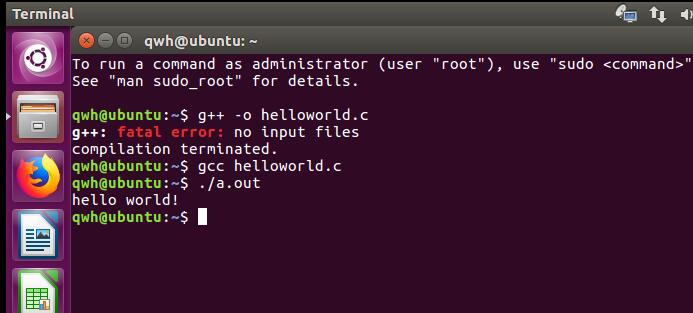 Terminal
qwh@ubuntu: ~
To run a command as administrator (user "root"), use "sudo <command>"
See "man sudo_root" for details.
qwh@ubuntu:~$ g++ -o helloworld.c
g++: fatal error: no input files
compilation terminated.
qwh@ubuntu:~$ gcc helloworld.c
qwh@ubuntu:~$ ./a.out
hello world!
qwh@ubuntu:~$